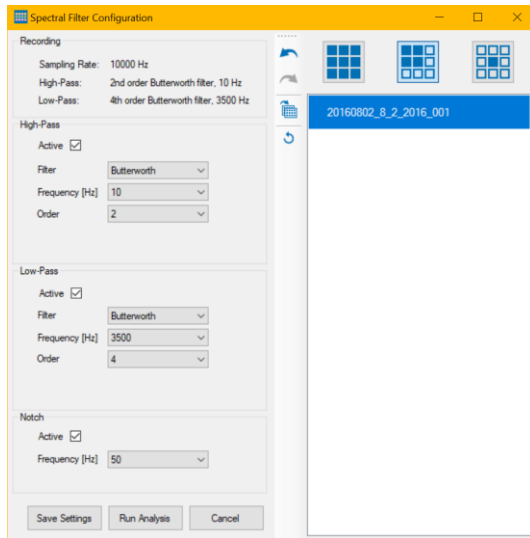 Spectral Filter Configuration
Recording
Sampling Rate: 10000 Hz
High-Pass: 2nd order Butterworth filter, 10 Hz
Low-Pass: 4th order Butterworth filter, 3500 Hz
High-Pass
Active
Filter Butterworth
Frequency [Hz] 10
Order 2
Low-Pass
Active
Filter Butterworth
Frequency [Hz] 3500
Order 4
Notch
Active
Frequency [Hz] 50
Save Settings Run Analysis Cancel
20160802_8_2_2016_001